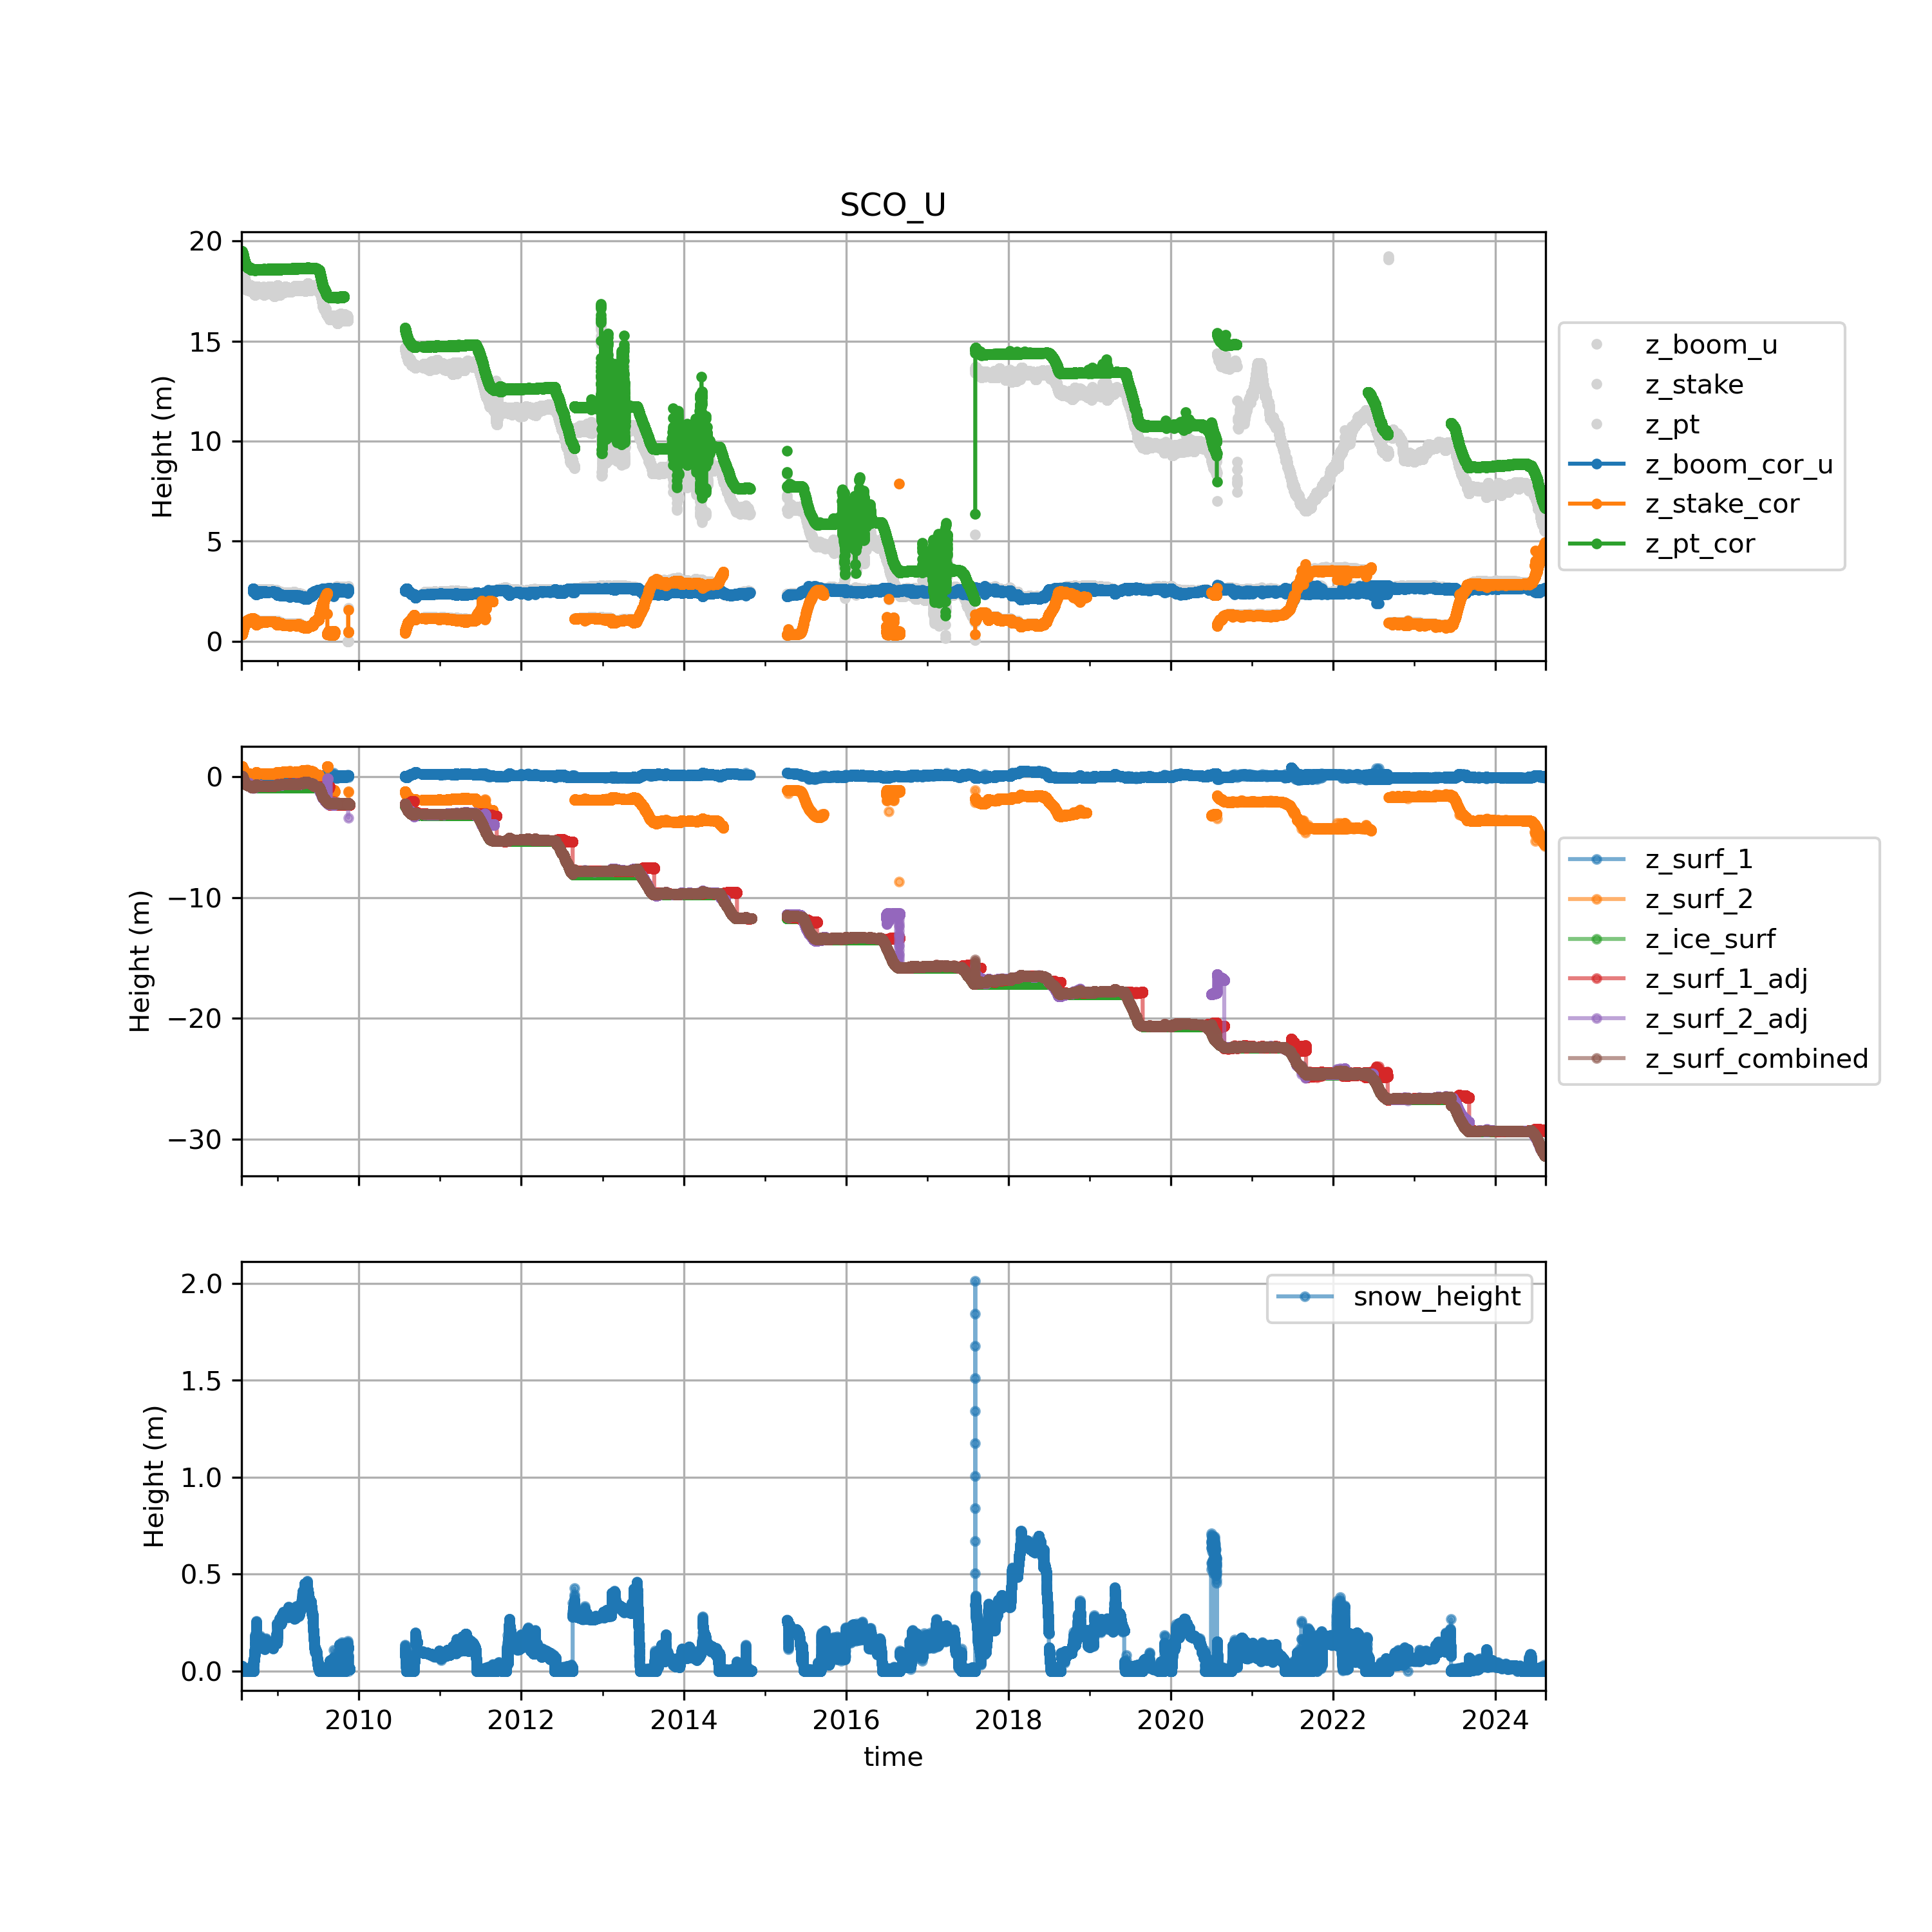 SCO_U
20
15
10
5
0
Height (m)
z_boom_u
z_stake
z_pt
z_boom_cor_u
z_stake_cor
z_pt_cor
0
−10
−20
−30
Height (m)
z_surf_1
z_surf_2
z_ice_surf
z_surf_1_adj
z_surf_2_adj
z_surf_combined
2.0
1.5
1.0
0.5
0.0
Height (m)
snow_height
2010 2012 2014 2016 2018 2020 2022 2024
time